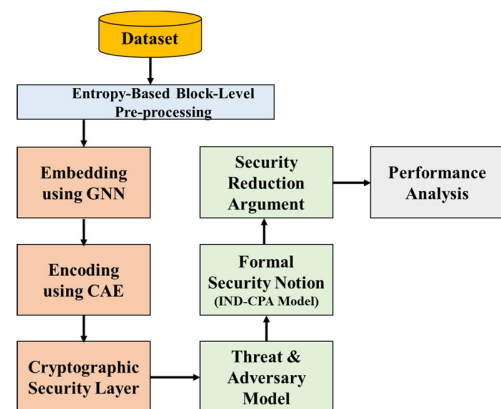 Dataset
Entropy-Based Block-Level
Pre-processing
Embedding
using GNN
Encoding
using CAE
Cryptographic
Security Layer
Threat &
Adversary
Model
Formal
Security Notion
(IND-CPA Model)
Security
Reduction
Argument
Performance
Analysis